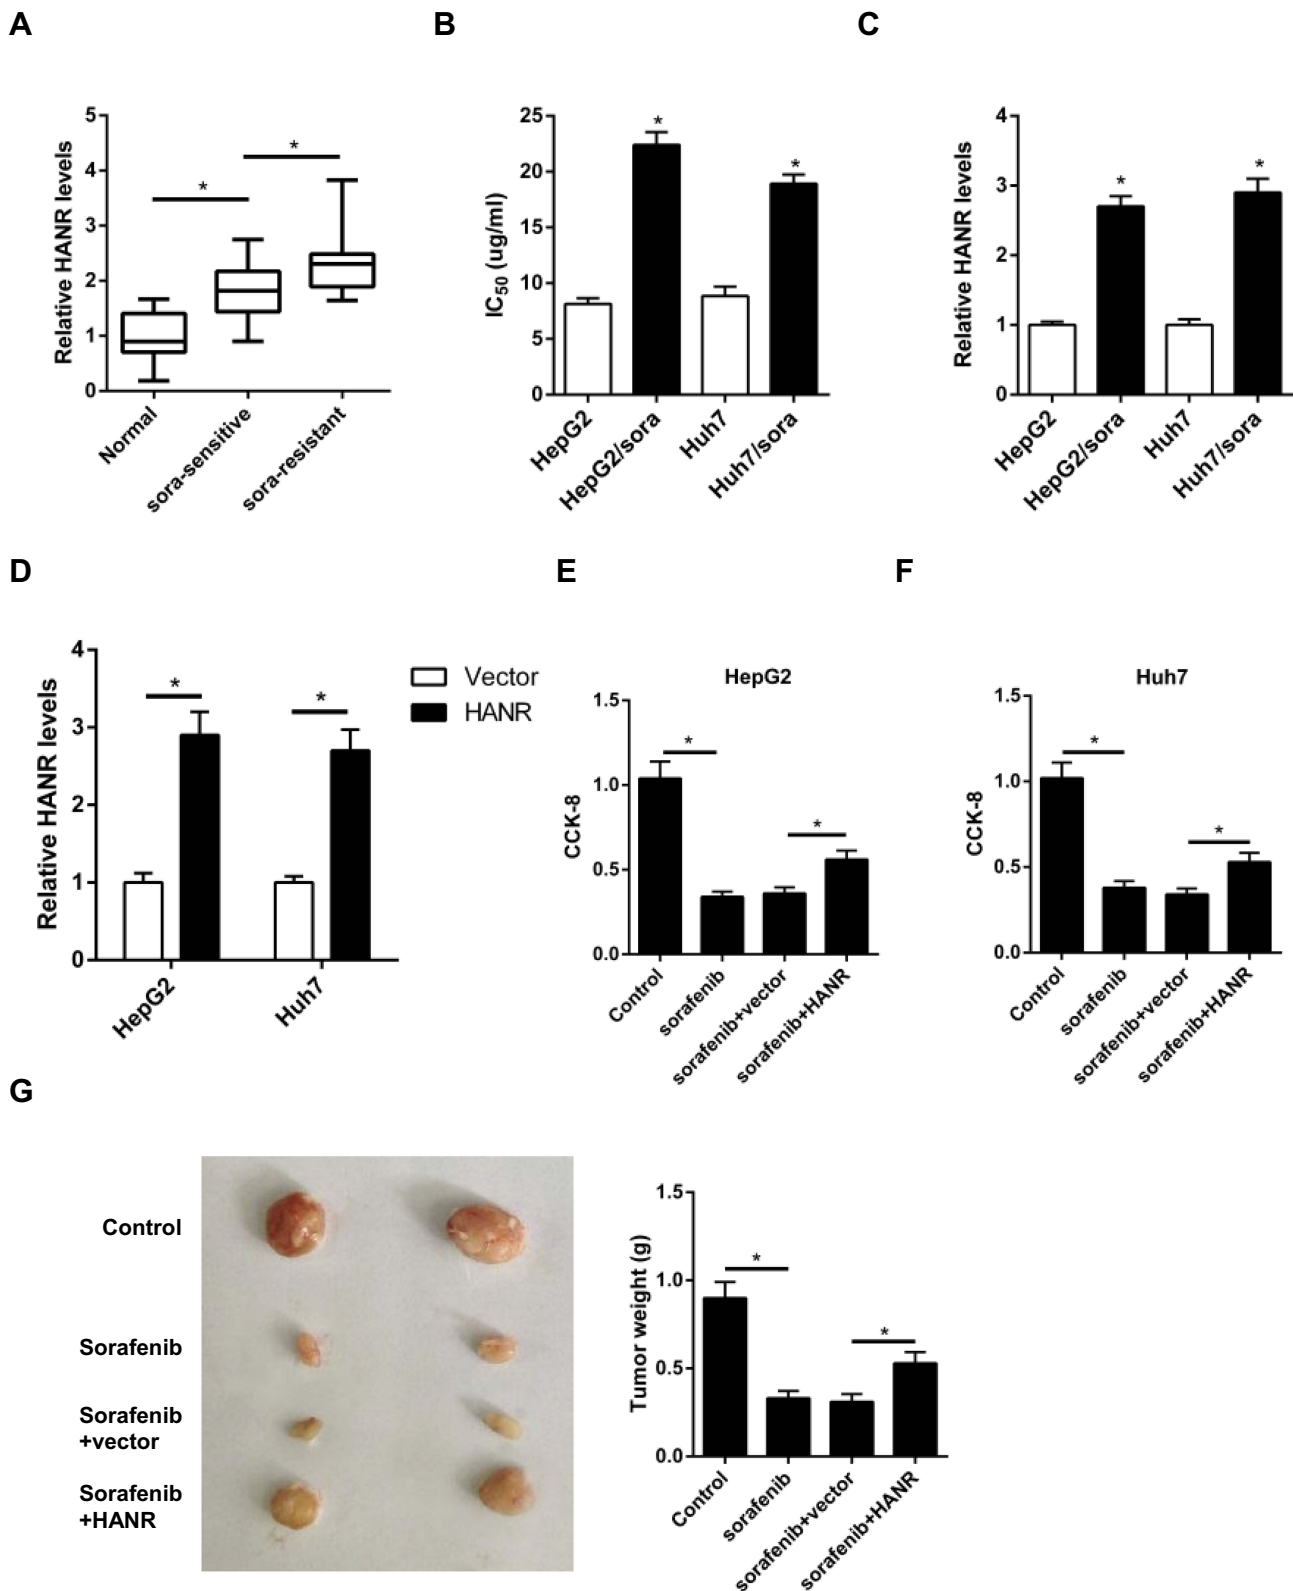 A
B
C
Relative HANR levels
5
4
3
2
1
0
*
*
Normal
sora-sensitive
sora-resistant
IC50 (ug/ml)
25
20
15
10
5
0
*
*
HepG2
HepG2/sora
Huh7
Huh7/sora
Relative HANR levels
4
3
2
1
0
*
*
HepG2
HepG2/sora
Huh7
Huh7/sora
D
E
F
Relative HANR levels
4
3
2
1
0
*
*
HepG2
Huh7
Vector
HANR
HepG2
CCK-8
1.5
1.0
0.5
0.0
*
*
Control
sorafenib
sorafenib+vector
sorafenib+HANR
Huh7
CCK-8
1.5
1.0
0.5
0.0
*
*
Control
sorafenib
sorafenib+vector
sorafenib+HANR
G
Control
Sorafenib
Sorafenib
+vector
Sorafenib
+HANR
Tumor weight (g)
1.5
1.0
0.5
0.0
*
*
Control
sorafenib
sorafenib+vector
sorafenib+HANR